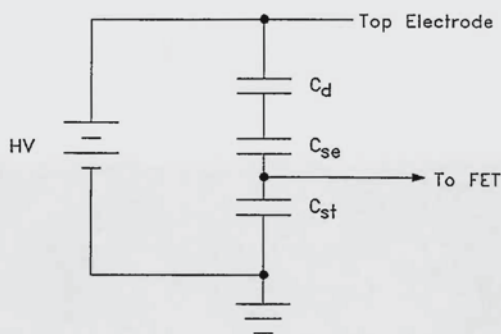 Top Electrode
C_d
HV
C_se
To FET
C_st